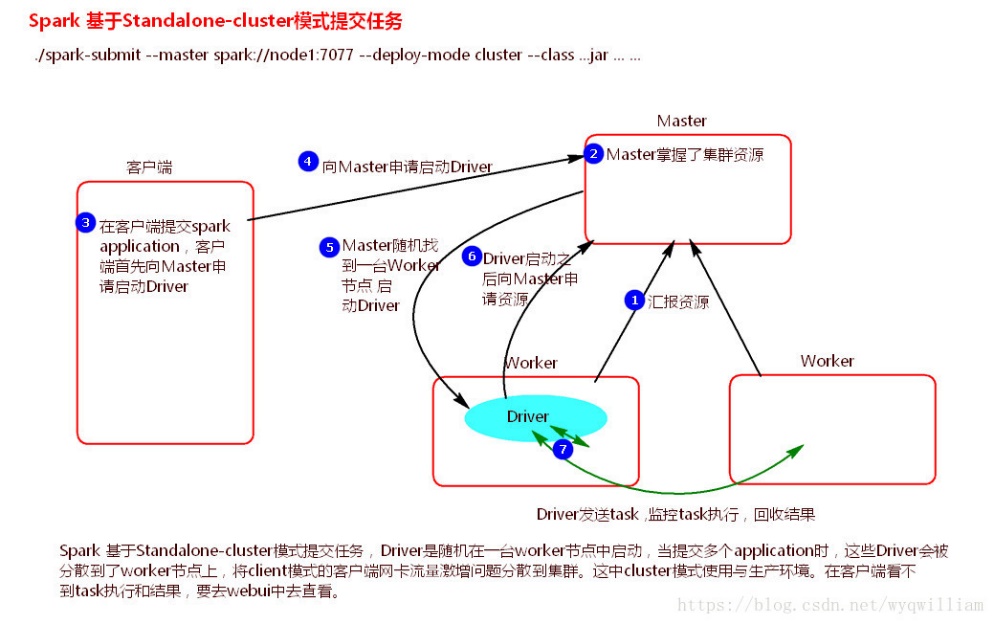 Spark 基于Standalone-cluster模式提交任务
./spark-submit --master spark://node1:7077 --deploy-mode cluster --class ...jar ... ...
Master
4 向Master申请启动Driver
2 Master掌握了集群资源
客户端
3 在客户端提交spark
application，客户
端首先向Master申
请启动Driver
5 Master随机找
到一台Worker
节点 启
动Driver
6 Driver启动之
后向Master申
请资源
1 汇报资源
Worker
Worker
Driver
7
Driver发送task ,监控task执行，回收结果
Spark 基于Standalone-cluster模式提交任务，Driver是随机在一台worker节点中启动，当提交多个application时，这些Driver会被
分散到了worker节点上，将client模式的客户端网卡流量激增问题分散到集群。这中cluster模式使用与生产环境。在客户端看不
到task执行和结果，要去webui中去查看。
https://blog.csdn.net/wyqwilliam